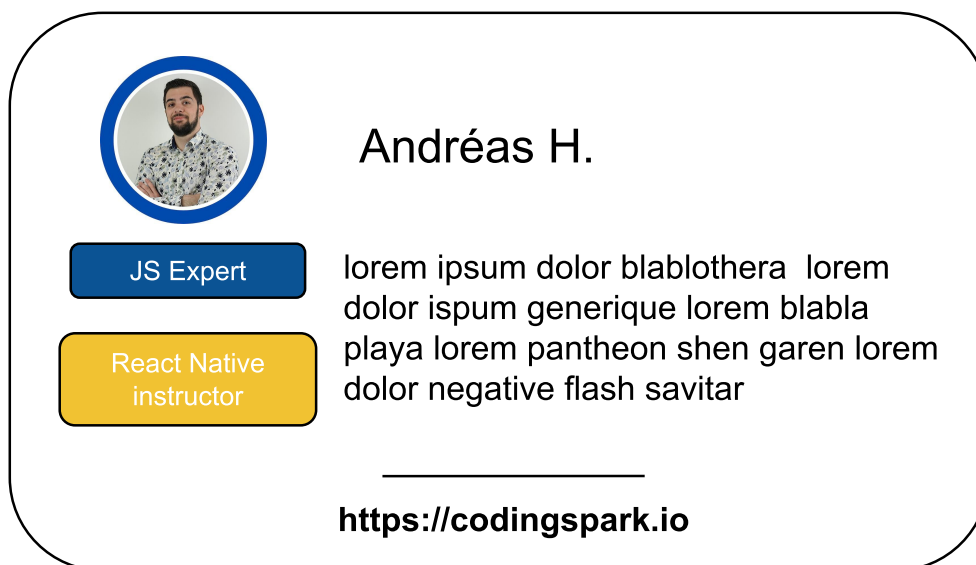 Andréas H.
JS Expert
React Native
instructor
lorem ipsum dolor blablothera  lorem
dolor ispum generique lorem blabla
playa lorem pantheon shen garen lorem
dolor negative flash savitar
https://codingspark.io